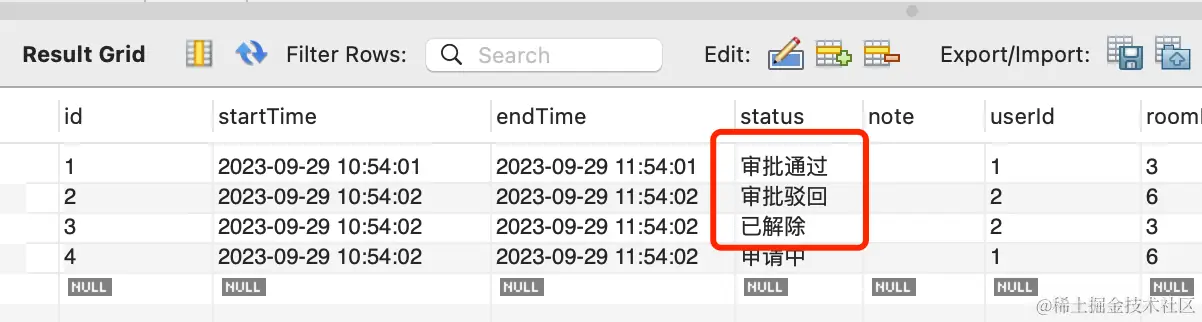 Result Grid Filter Rows: Search Edit: Export/Import:
id startTime endTime status note userId room
1 2023-09-29 10:54:01 2023-09-29 11:54:01 审批通过 1 3
2 2023-09-29 10:54:02 2023-09-29 11:54:02 审批驳回 2 6
3 2023-09-29 10:54:02 2023-09-29 11:54:02 已解除 2 3
4 2023-09-29 10:54:02 2023-09-29 11:54:02 申请中 1 6
NULL NULL NULL NULL NULL NULL NULL
@稀土掘金技术社区